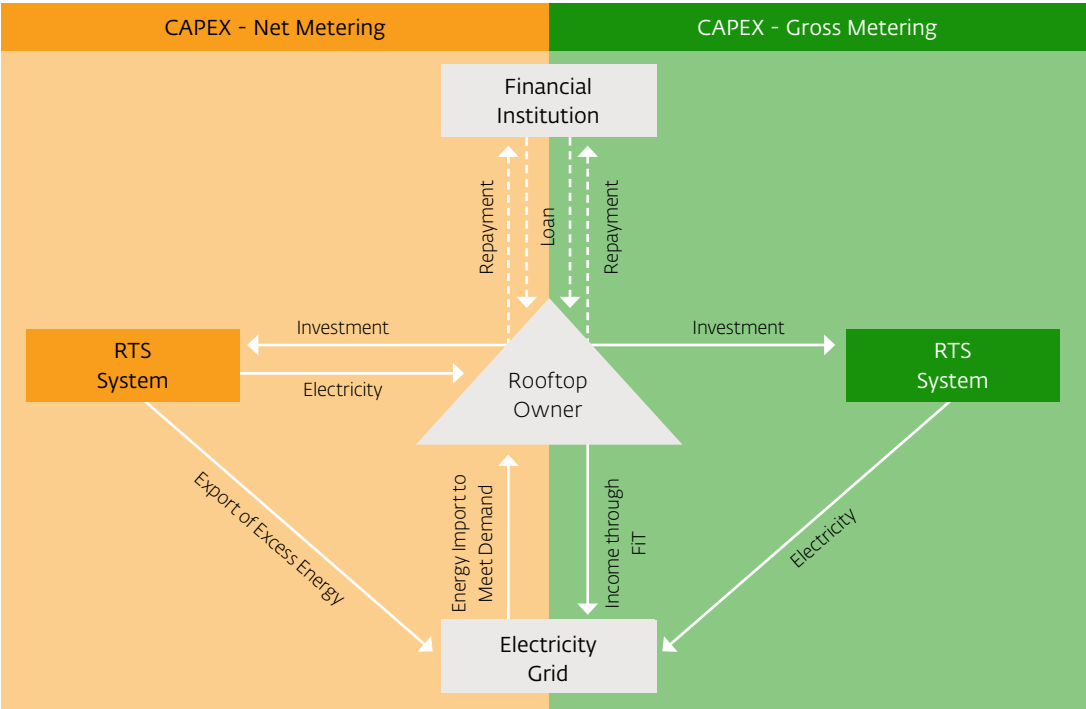 CAPEX - Net Metering
CAPEX - Gross Metering
Financial
Institution
Repayment
Loan
Repayment
Investment
Investment
RTS
System
Electricity
Rooftop
Owner
RTS
System
Export of Excess Energy
Energy Import to
Meet Demand
Income through
FiT
Electricity
Electricity
Grid